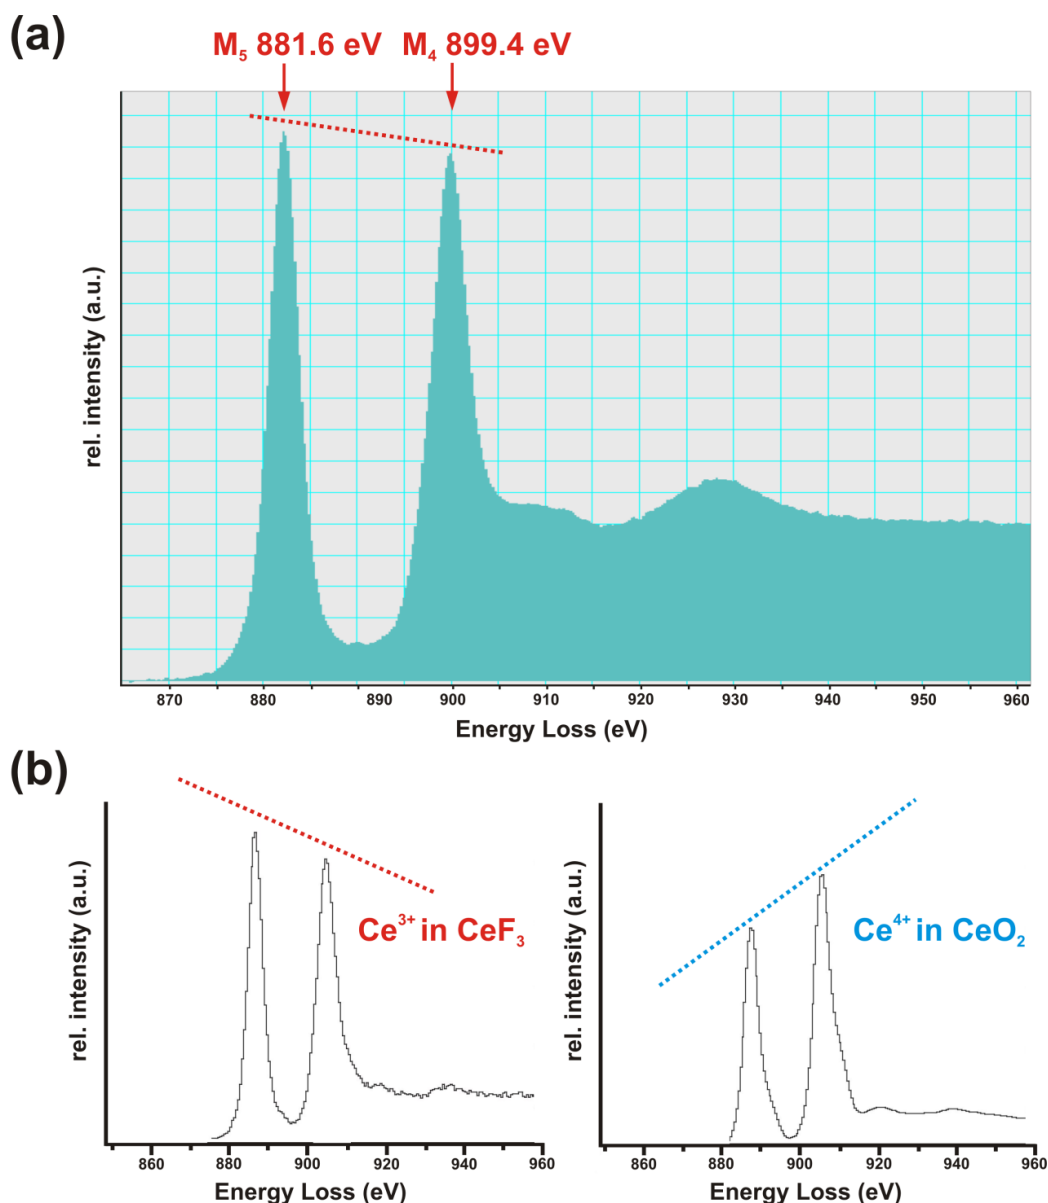 (a)
M₅ 881.6 eV M₄ 899.4 eV
rel. intensity (a.u.)
870 880 890 900 910 920 930 940 950 960
Energy Loss (eV)
(b)
rel. intensity (a.u.)
Ce³⁺ in CeF₃
860 880 900 920 940 960
Energy Loss (eV)
rel. intensity (a.u.)
Ce⁴⁺ in CeO₂
860 880 900 920 940 960
Energy Loss (eV)